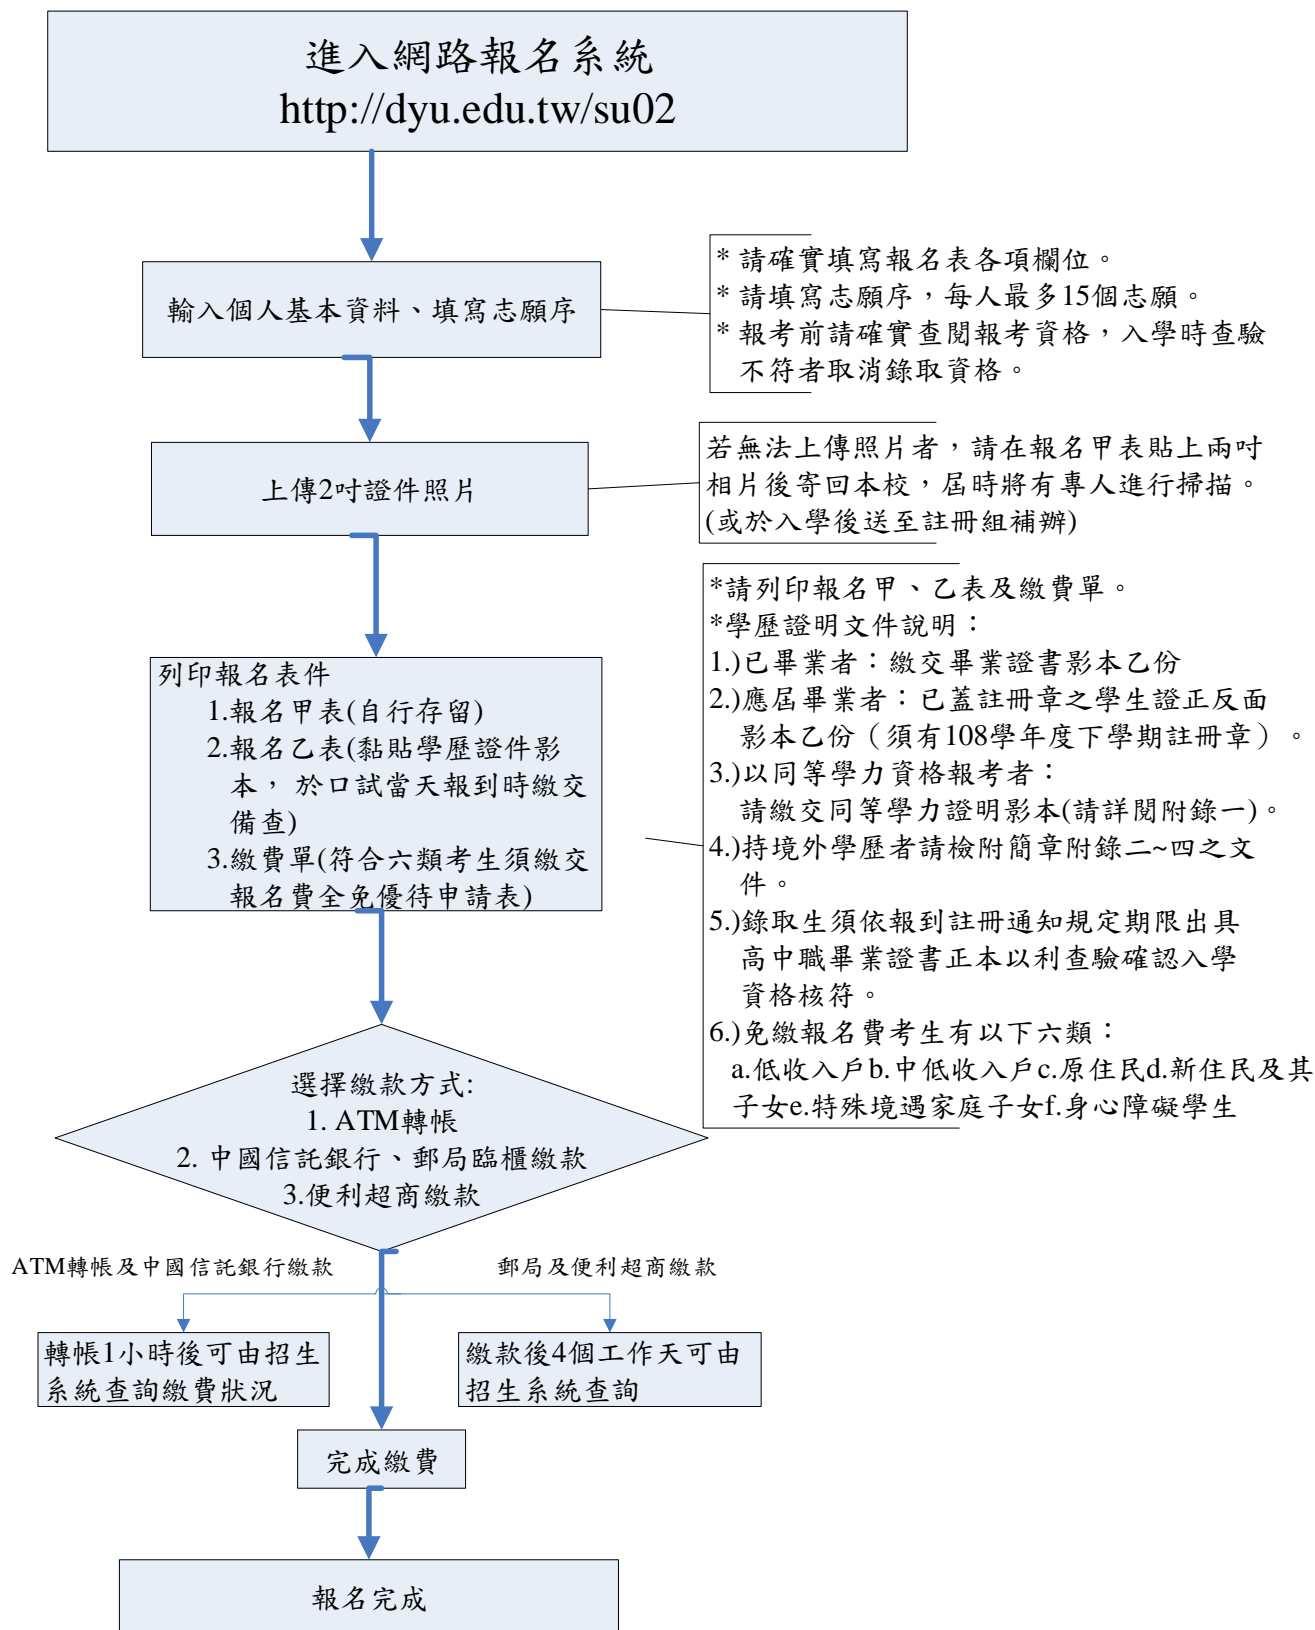 進入網路報名系統
http://dyu.edu.tw/su02
輸入個人基本資料、填寫志願序
* 請確實填寫報名表各項欄位。
* 請填寫志願序，每人最多15個志願。
* 報考前請確實查閱報考資格，入學時查驗
不符者取消錄取資格。
上傳2吋證件照片
若無法上傳照片者，請在報名甲表貼上兩吋
相片後寄回本校，屆時將有專人進行掃描。
(或於入學後送至註冊組補辦)
列印報名表件
1.報名甲表(自行存留)
2.報名乙表(黏貼學歷證件影
本， 於口試當天報到時繳交
備查)
3.繳費單(符合六類考生須繳交
報名費全免優待申請表)
*請列印報名甲、乙表及繳費單。
*學歷證明文件說明：
1.)已畢業者：繳交畢業證書影本乙份
2.)應屆畢業者：已蓋註冊章之學生證正反面
影本乙份（須有108學年度下學期註冊章）。
3.)以同等學力資格報考者：
請繳交同等學力證明影本(請詳閱附錄一)。
4.)持境外學歷者請檢附簡章附錄二~四之文
件。
5.)錄取生須依報到註冊通知規定期限出具
高中職畢業證書正本以利查驗確認入學
資格核符。
6.)免繳報名費考生有以下六類：
a.低收入戶b.中低收入戶c.原住民d.新住民及其
子女e.特殊境遇家庭子女f.身心障礙學生
選擇繳款方式:
1. ATM轉帳
2. 中國信託銀行、郵局臨櫃繳款
3.便利超商繳款
ATM轉帳及中國信託銀行繳款
郵局及便利超商繳款
轉帳1小時後可由招生
系統查詢繳費狀況
繳款後4個工作天可由
招生系統查詢
完成繳費
報名完成